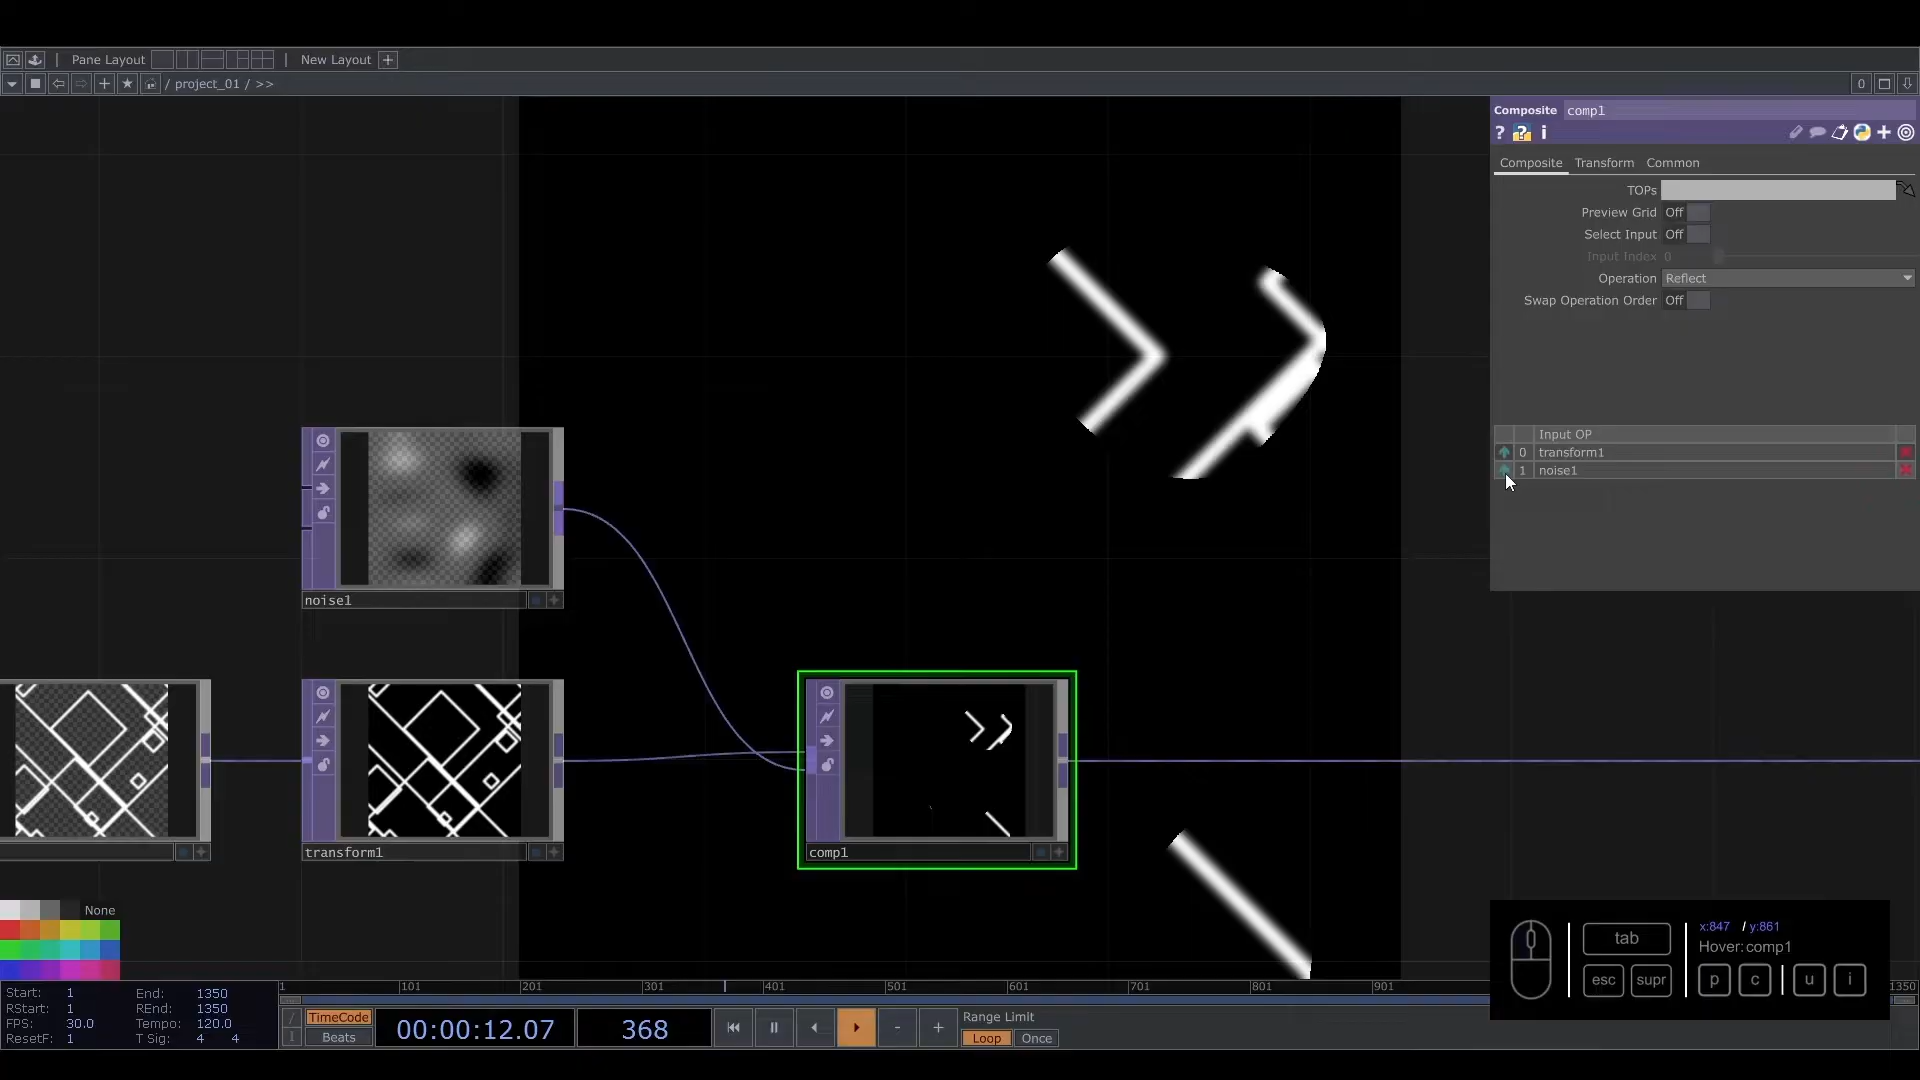 Pane Layout
New Layout +
/ project_01 / >>
0
Composite comp1
? ? i
Composite Transform Common
TOPs
Preview Grid Off
Select Input Off
Input Index 0
Operation Reflect
Swap Operation Order Off
Input OP
0 transform1
1 noise1
noise1
transform1
comp1
None
tab
esc supr
x:847 / y:861
Hover: comp1
p c u i
1 101 201 301 401 501 601 701 801 901 1350
Start: 1 End: 1350
RStart: 1 REnd: 1350
FPS: 30.0 Tempo: 120.0
ResetF: 1 T Sig: 4 4
/
I
TimeCode
Beats
00:00:12.07
368
- +
Range Limit
Loop Once